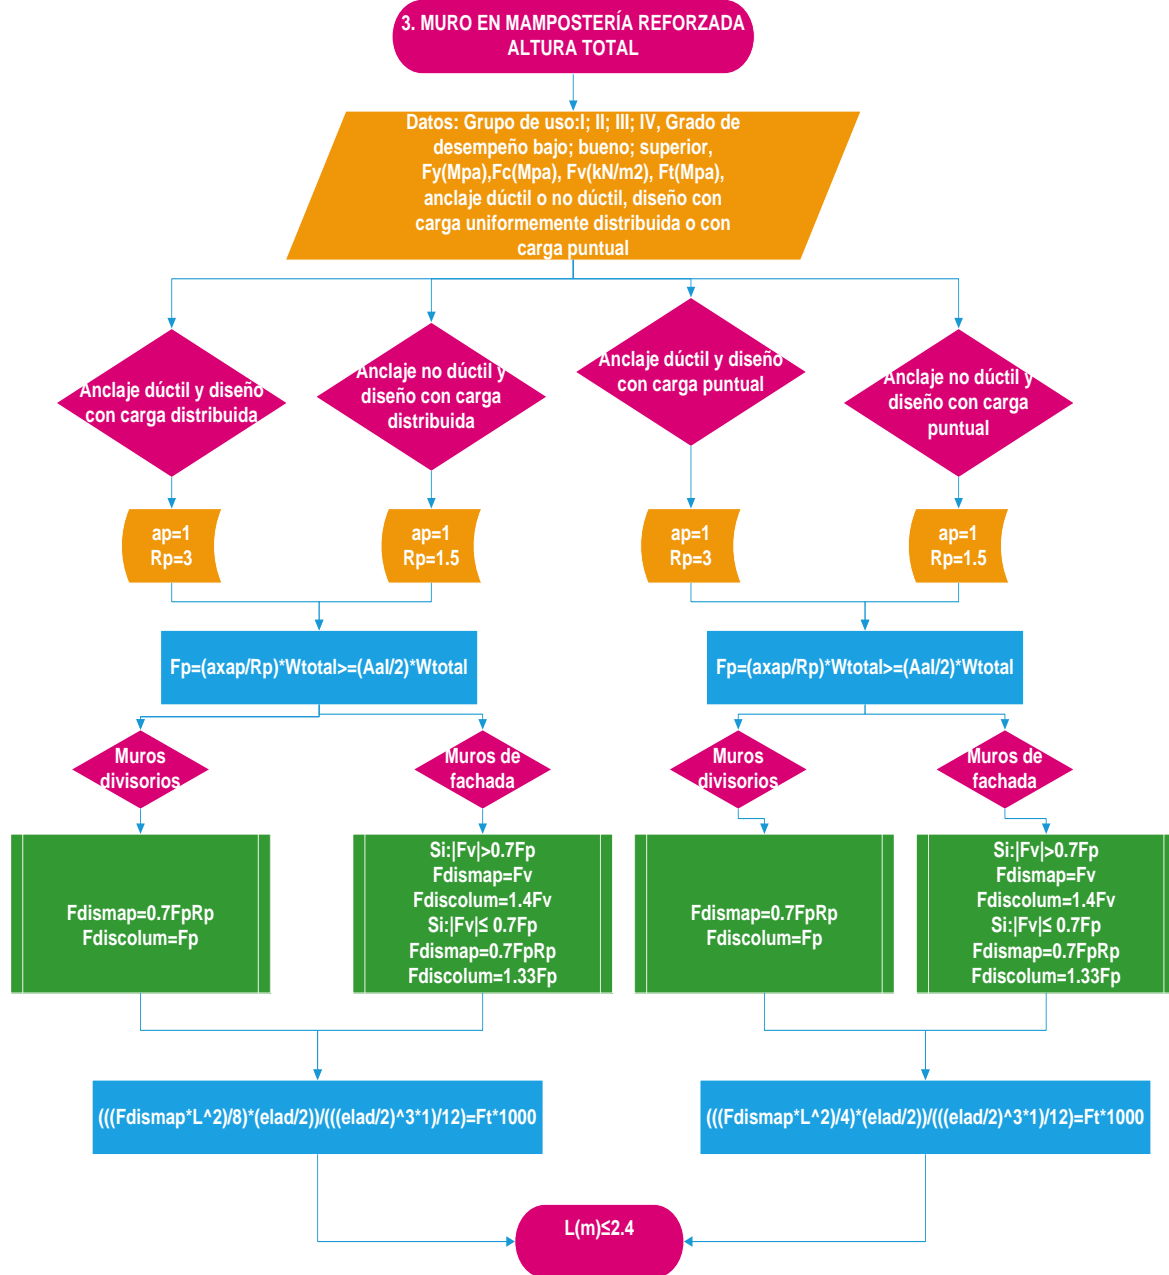 3. MURO EN MAMPOSTERÍA REFORZADA
ALTURA TOTAL
Datos: Grupo de uso:I; II; III; IV, Grado de
desempeño bajo; bueno; superior,
Fy(Mpa),Fc(Mpa), Fv(kN/m2), Ft(Mpa),
anclaje dúctil o no dúctil, diseño con
carga uniformemente distribuida o con
carga puntual
Anclaje dúctil y diseño
con carga distribuida
Anclaje no dúctil y
diseño con carga
distribuida
Anclaje dúctil y diseño
con carga puntual
Anclaje no dúctil y
diseño con carga
puntual
ap=1
Rp=3
ap=1
Rp=1.5
ap=1
Rp=3
ap=1
Rp=1.5
Fp=(axap/Rp)*Wtotal>=(AaI/2)*Wtotal
Fp=(axap/Rp)*Wtotal>=(AaI/2)*Wtotal
Muros
divisorios
Muros de
fachada
Muros
divisorios
Muros de
fachada
Fdismap=0.7FpRp
Fdiscolum=Fp
Si:|Fv|>0.7Fp
Fdismap=Fv
Fdiscolum=1.4Fv
Si:|Fv|≤ 0.7Fp
Fdismap=0.7FpRp
Fdiscolum=1.33Fp
Fdismap=0.7FpRp
Fdiscolum=Fp
Si:|Fv|>0.7Fp
Fdismap=Fv
Fdiscolum=1.4Fv
Si:|Fv|≤ 0.7Fp
Fdismap=0.7FpRp
Fdiscolum=1.33Fp
(((Fdismap*L^2)/8)*(elad/2))/(((elad/2)^3*1)/12)=Ft*1000
(((Fdismap*L^2)/4)*(elad/2))/(((elad/2)^3*1)/12)=Ft*1000
L(m)≤2.4